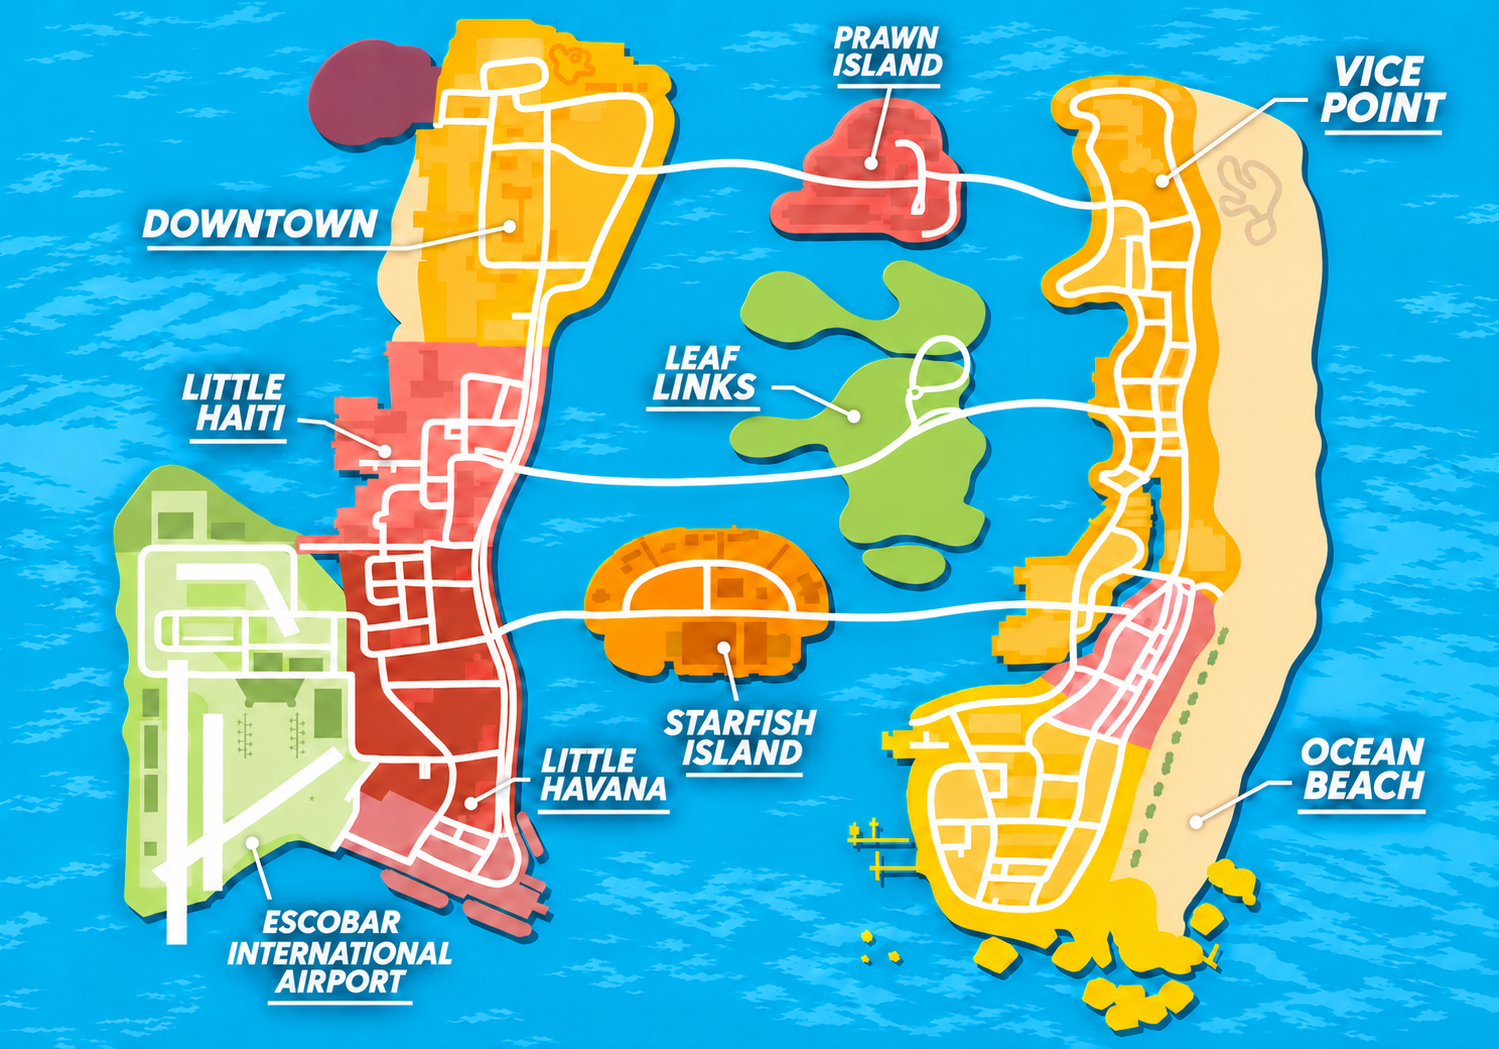 PRAWN
ISLAND
VICE
POINT
DOWNTOWN
LEAF
LINKS
LITTLE
HAITI
STARFISH
ISLAND
LITTLE
HAVANA
OCEAN
BEACH
ESCOBAR
INTERNATIONAL
AIRPORT